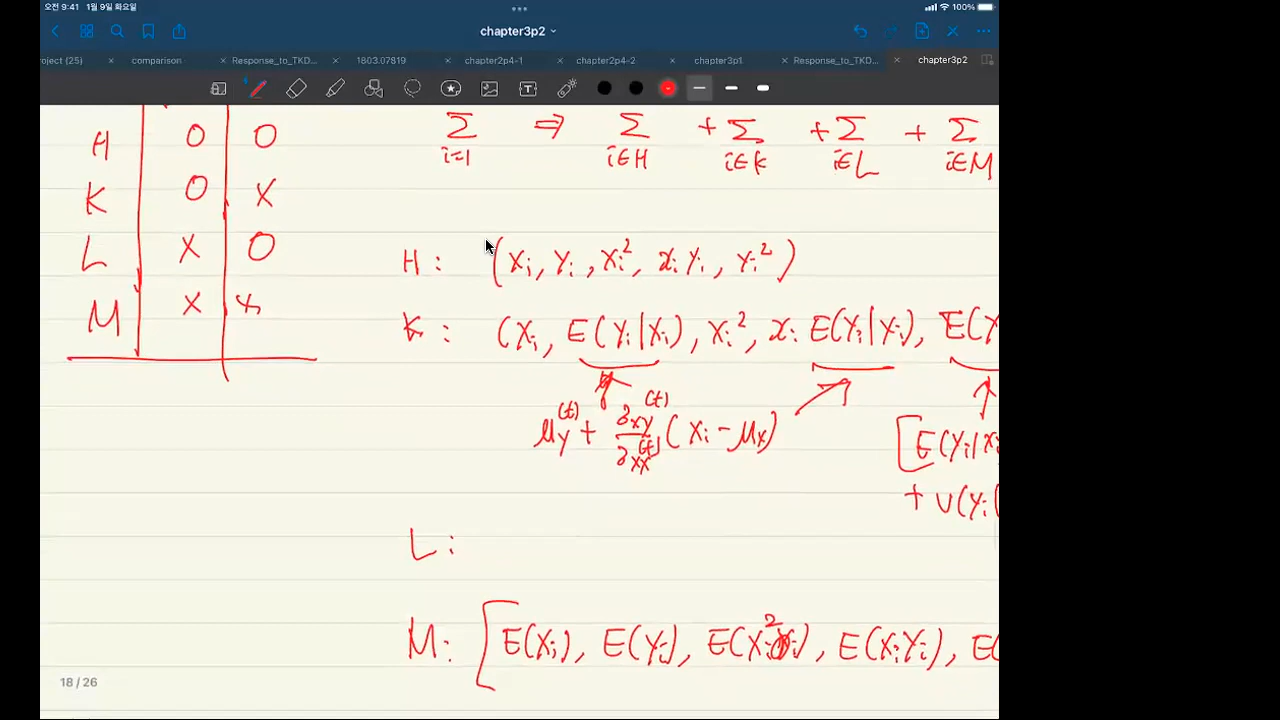 오전 9:41 1월 9일 화요일 100%
chapter3p2
roject (25) comparison Response_to_TKD... 1803.07819 chapter2p4-1 chapter2p4-2 chapter3p1 Response_to_TKD... chapter3p2
H O O
K O X
L X O
M X X
Σ i=1 ⇒ Σ i∈H + Σ i∈K + Σ i∈L + Σ i∈M
H : (Xi, Yi, Xi², xi Yi, Yi²)
K : (Xi, E(Yi|Xi), Xi², xi E(Yi|Xi), E(Y
μy^(t) + σxy^(t) / σxx^(t) (Xi - μx)
[E(Yi|X
+ V(Yi|
L :
M : [E(Xi), E(Yi), E(Xi²), E(XiYi), E(
18 / 26